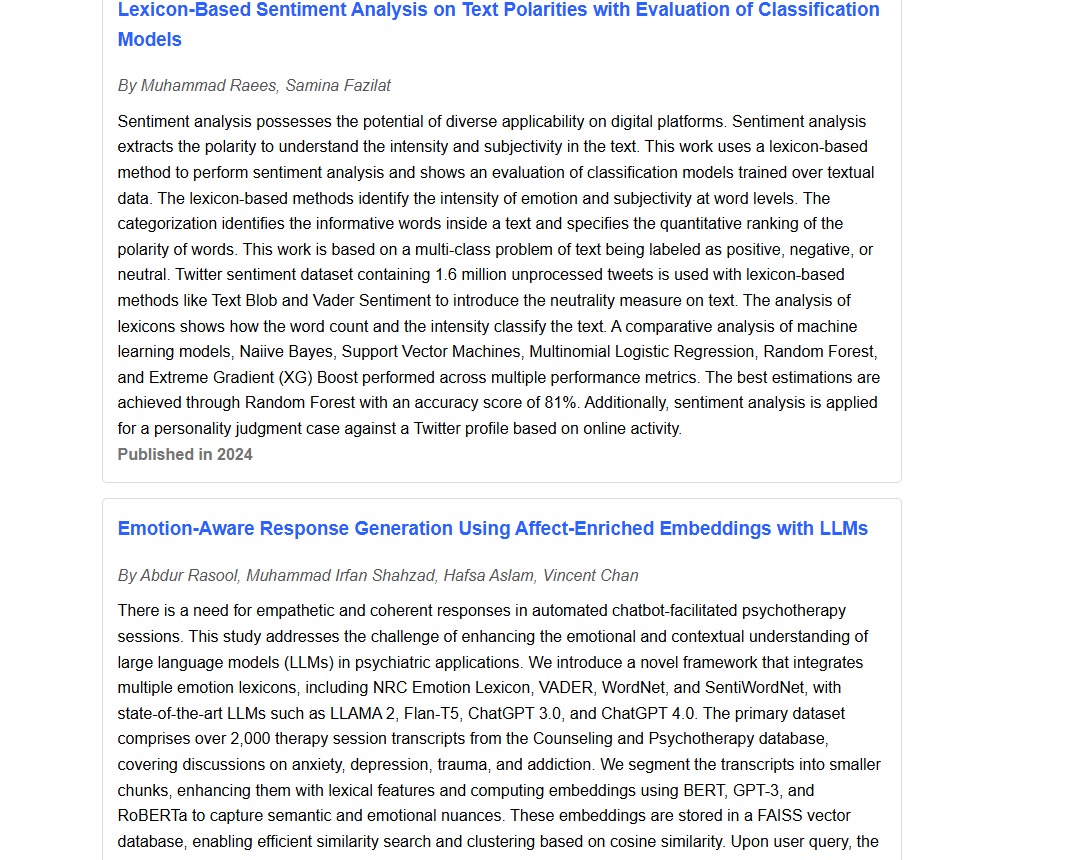 Lexicon-Based Sentiment Analysis on Text Polarities with Evaluation of Classification
Models
By Muhammad Raees, Samina Fazilat
Sentiment analysis possesses the potential of diverse applicability on digital platforms. Sentiment analysis
extracts the polarity to understand the intensity and subjectivity in the text. This work uses a lexicon-based
method to perform sentiment analysis and shows an evaluation of classification models trained over textual
data. The lexicon-based methods identify the intensity of emotion and subjectivity at word levels. The
categorization identifies the informative words inside a text and specifies the quantitative ranking of the
polarity of words. This work is based on a multi-class problem of text being labeled as positive, negative, or
neutral. Twitter sentiment dataset containing 1.6 million unprocessed tweets is used with lexicon-based
methods like Text Blob and Vader Sentiment to introduce the neutrality measure on text. The analysis of
lexicons shows how the word count and the intensity classify the text. A comparative analysis of machine
learning models, Naiive Bayes, Support Vector Machines, Multinomial Logistic Regression, Random Forest,
and Extreme Gradient (XG) Boost performed across multiple performance metrics. The best estimations are
achieved through Random Forest with an accuracy score of 81%. Additionally, sentiment analysis is applied
for a personality judgment case against a Twitter profile based on online activity.
Published in 2024
Emotion-Aware Response Generation Using Affect-Enriched Embeddings with LLMs
By Abdur Rasool, Muhammad Irfan Shahzad, Hafsa Aslam, Vincent Chan
There is a need for empathetic and coherent responses in automated chatbot-facilitated psychotherapy
sessions. This study addresses the challenge of enhancing the emotional and contextual understanding of
large language models (LLMs) in psychiatric applications. We introduce a novel framework that integrates
multiple emotion lexicons, including NRC Emotion Lexicon, VADER, WordNet, and SentiWordNet, with
state-of-the-art LLMs such as LLAMA 2, Flan-T5, ChatGPT 3.0, and ChatGPT 4.0. The primary dataset
comprises over 2,000 therapy session transcripts from the Counseling and Psychotherapy database,
covering discussions on anxiety, depression, trauma, and addiction. We segment the transcripts into smaller
chunks, enhancing them with lexical features and computing embeddings using BERT, GPT-3, and
RoBERTa to capture semantic and emotional nuances. These embeddings are stored in a FAISS vector
database, enabling efficient similarity search and clustering based on cosine similarity. Upon user query, the